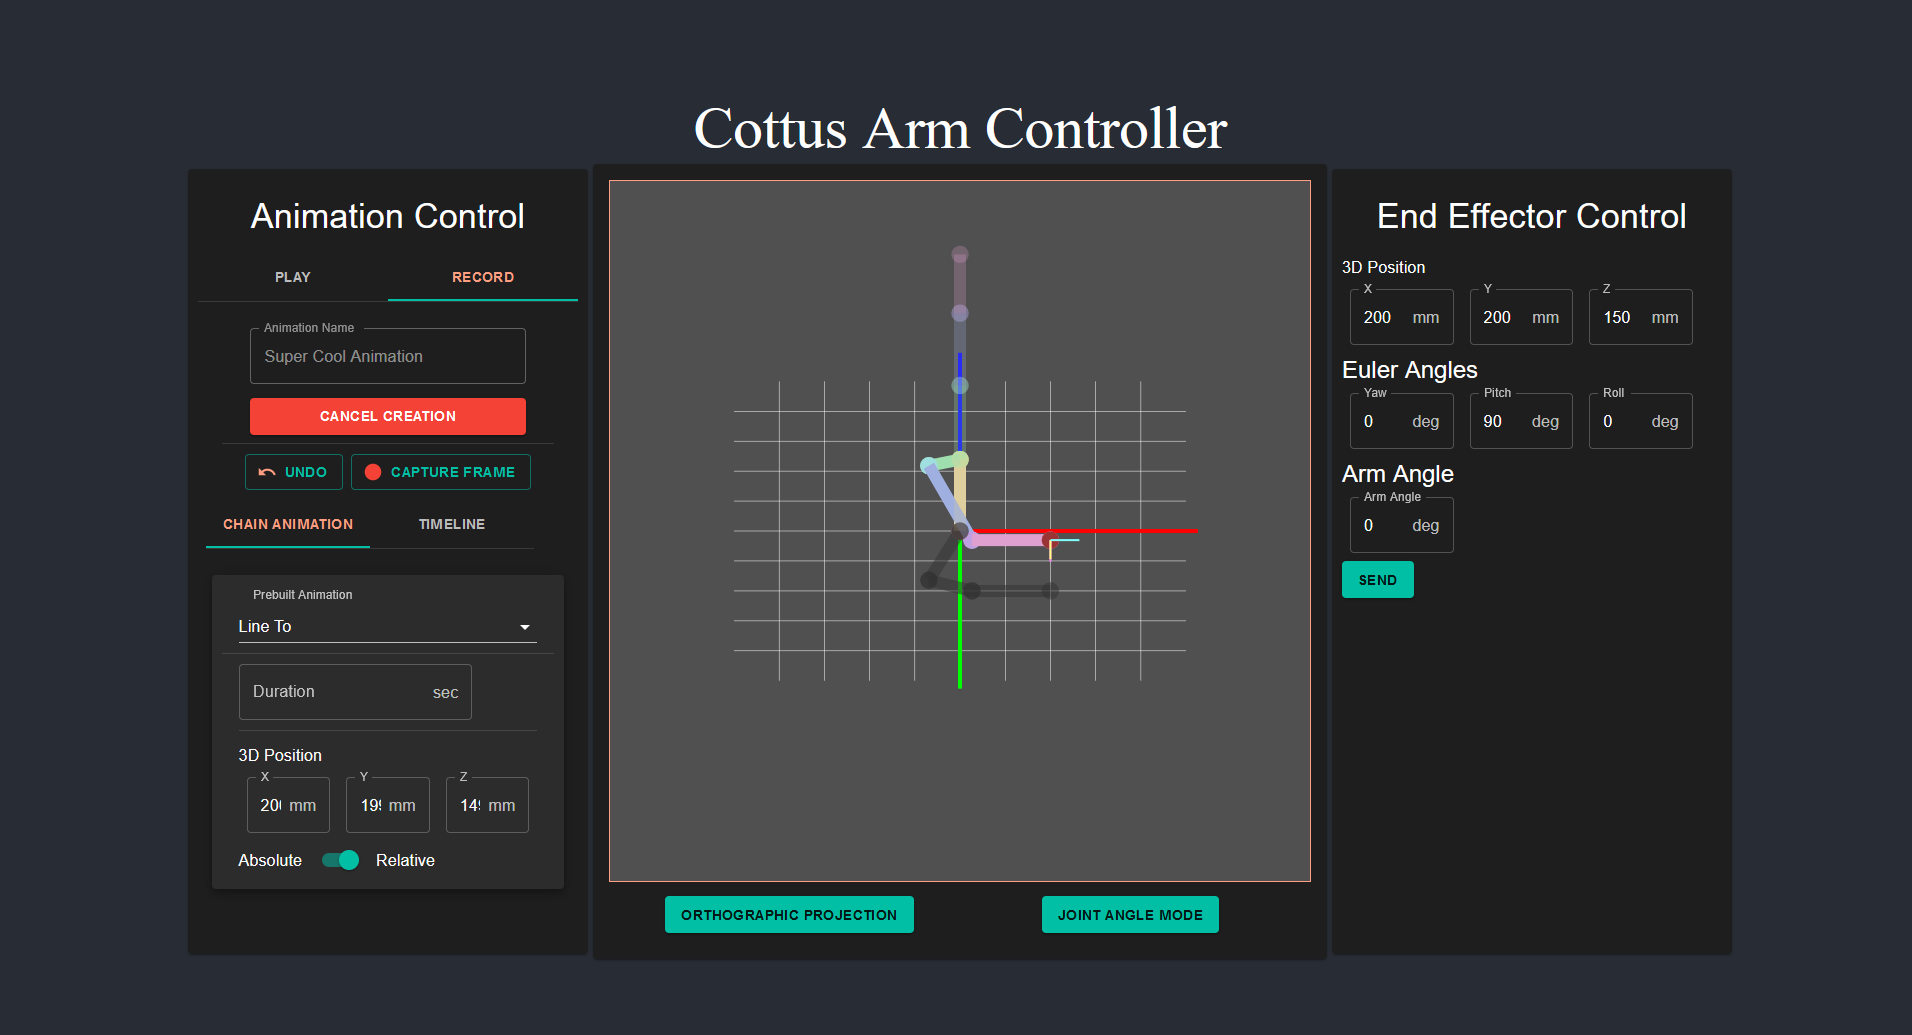 Cottus Arm Controller
Animation Control
PLAY RECORD
Animation Name
Super Cool Animation
CANCEL CREATION
UNDO CAPTURE FRAME
CHAIN ANIMATION TIMELINE
Prebuilt Animation
Line To
Duration sec
3D Position
X Y Z
mm mm mm
Absolute Relative
ORTHOGRAPHIC PROJECTION JOINT ANGLE MODE
End Effector Control
3D Position
X Y Z
200 mm 200 mm 150 mm
Euler Angles
Yaw Pitch Roll
0 deg 90 deg 0 deg
Arm Angle
Arm Angle
0 deg
SEND